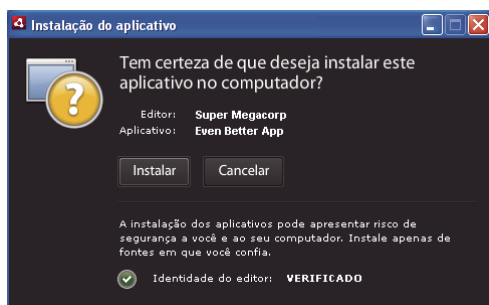 Instalação do aplicativo
Tem certeza de que deseja instalar este
aplicativo no computador?
Editor: Super Megacorp
Aplicativo: Even Better App
Instalar Cancelar
A instalação dos aplicativos pode apresentar risco de
segurança a você e ao seu computador. Instale apenas de
fontes em que você confia.
Identidade do editor: VERIFICADO